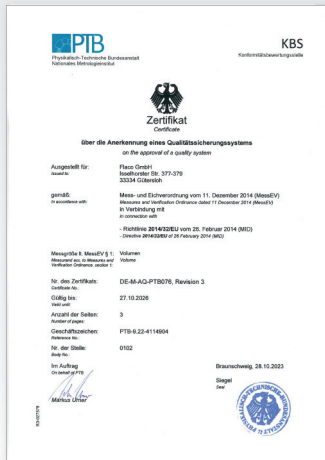 PTB
Physikalisch-Technische Bundesanstalt
Nationales Metrologieinstitut
KBS
Konformitätsbewertungsstelle
Zertifikat
Certificate
über die Anerkennung eines Qualitätssicherungssystems
on the approval of a quality system
Ausgestellt für: Flaco GmbH
Issued to: Isselhorster Str. 377-379
33334 Gütersloh
gemäß: Mess- und Eichverordnung vom 11. Dezember 2014 (MessEV)
In accordance with: Measures and Verification Ordinance dated 11 December 2014 (MessEV)
in Verbindung mit
in connection with
- Richtlinie 2014/32/EU vom 26. Februar 2014 (MID)
- Directive 2014/32/EU of 26 February 2014 (MID)
Messgröße lt. MessEV § 1: Volumen
Measurand acc. to Measures and Volume
Verification Ordinance, section 1:
Nr. des Zertifikats: DE-M-AQ-PTB076, Revision 3
Certificate No.:
Gültig bis: 27.10.2026
Valid until:
Anzahl der Seiten: 3
Number of pages:
Geschäftszeichen: PTB-9.22-4114904
Reference No.:
Nr. der Stelle: 0102
Body No.:
Im Auftrag Braunschweig, 28.10.2023
On behalf of PTB
Siegel
Seal
Markus Urner
PHYSIKALISCH-TECHNISCHE-BUNDESANSTALT